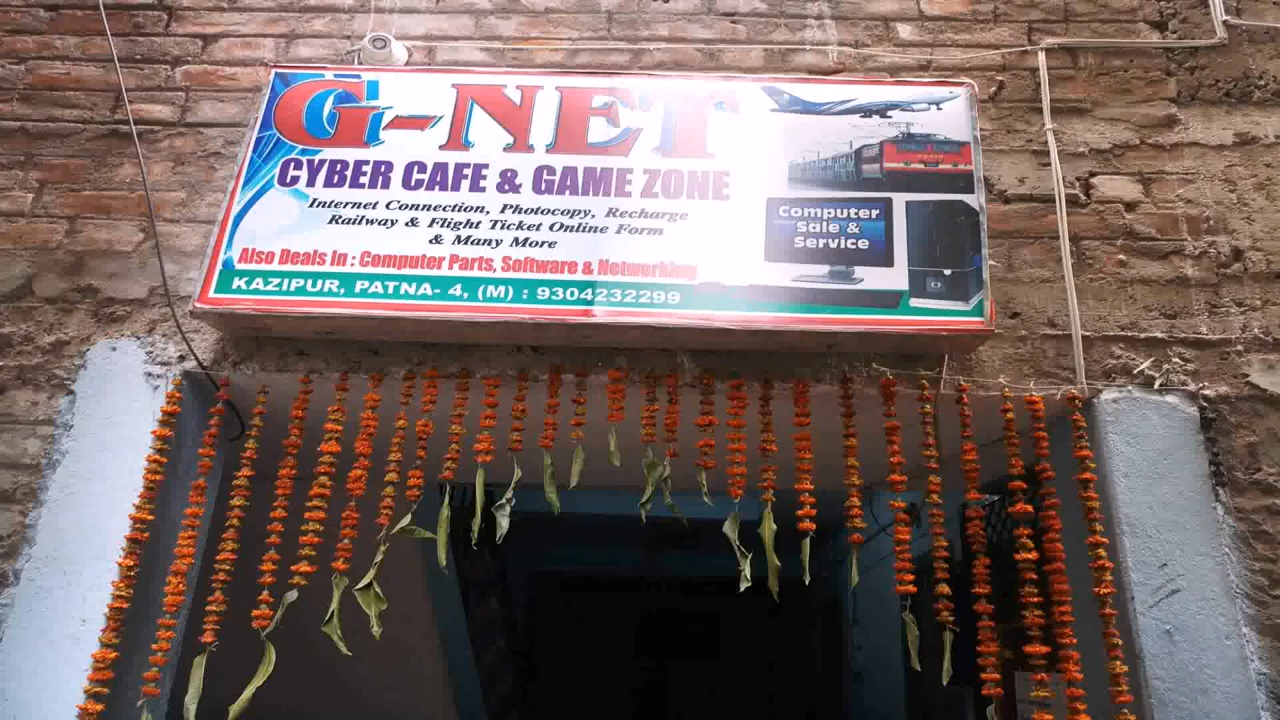 G-NET
CYBER CAFE & GAME ZONE
Internet Connection, Photocopy, Recharge
Railway & Flight Ticket Online Form
& Many More
Also Deals in : Computer Parts, Software & Networking
KAZIPUR, PATNA- 4, (M) : 9304232299
Computer
Sale &
Service